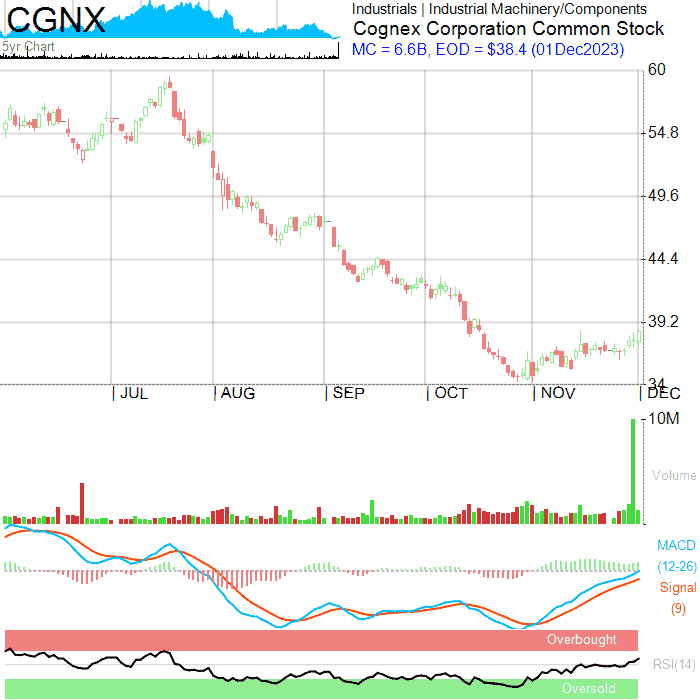 CGNX
5yr Chart
Industrials | Industrial Machinery/Components
Cognex Corporation Common Stock
MC = 6.6B, EOD = $38.4 (01Dec2023)
60
54.8
49.6
44.4
39.2
34
JUL
AUG
SEP
OCT
NOV
DEC
10M
Volume
MACD
(12-26)
Signal
(9)
Overbought
RSI(14)
Oversold